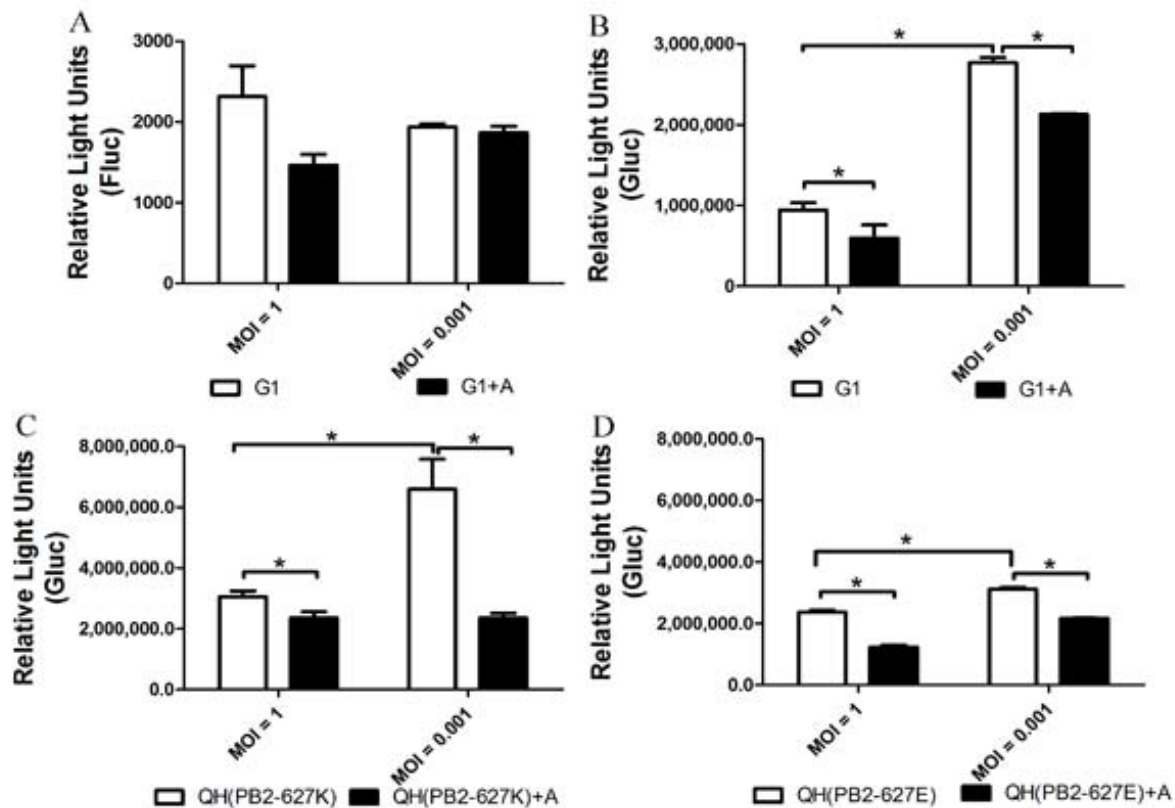 A
Relative Light Units
(Fluc)
3000
2000
1000
0
MOI = 1
MOI = 0.001
G1
G1+A
B
Relative Light Units
(Gluc)
3,000,000
2,000,000
1,000,000
0
*
*
*
MOI = 1
MOI = 0.001
G1
G1+A
C
Relative Light Units
(Gluc)
8,000,000.0
6,000,000.0
4,000,000.0
2,000,000.0
0.0
*
*
*
MOI = 1
MOI = 0.001
QH(PB2-627K)
QH(PB2-627K)+A
D
Relative Light Units
(Gluc)
8,000,000.0
6,000,000.0
4,000,000.0
2,000,000.0
0.0
*
*
*
MOI = 1
MOI = 0.001
QH(PB2-627E)
QH(PB2-627E)+A